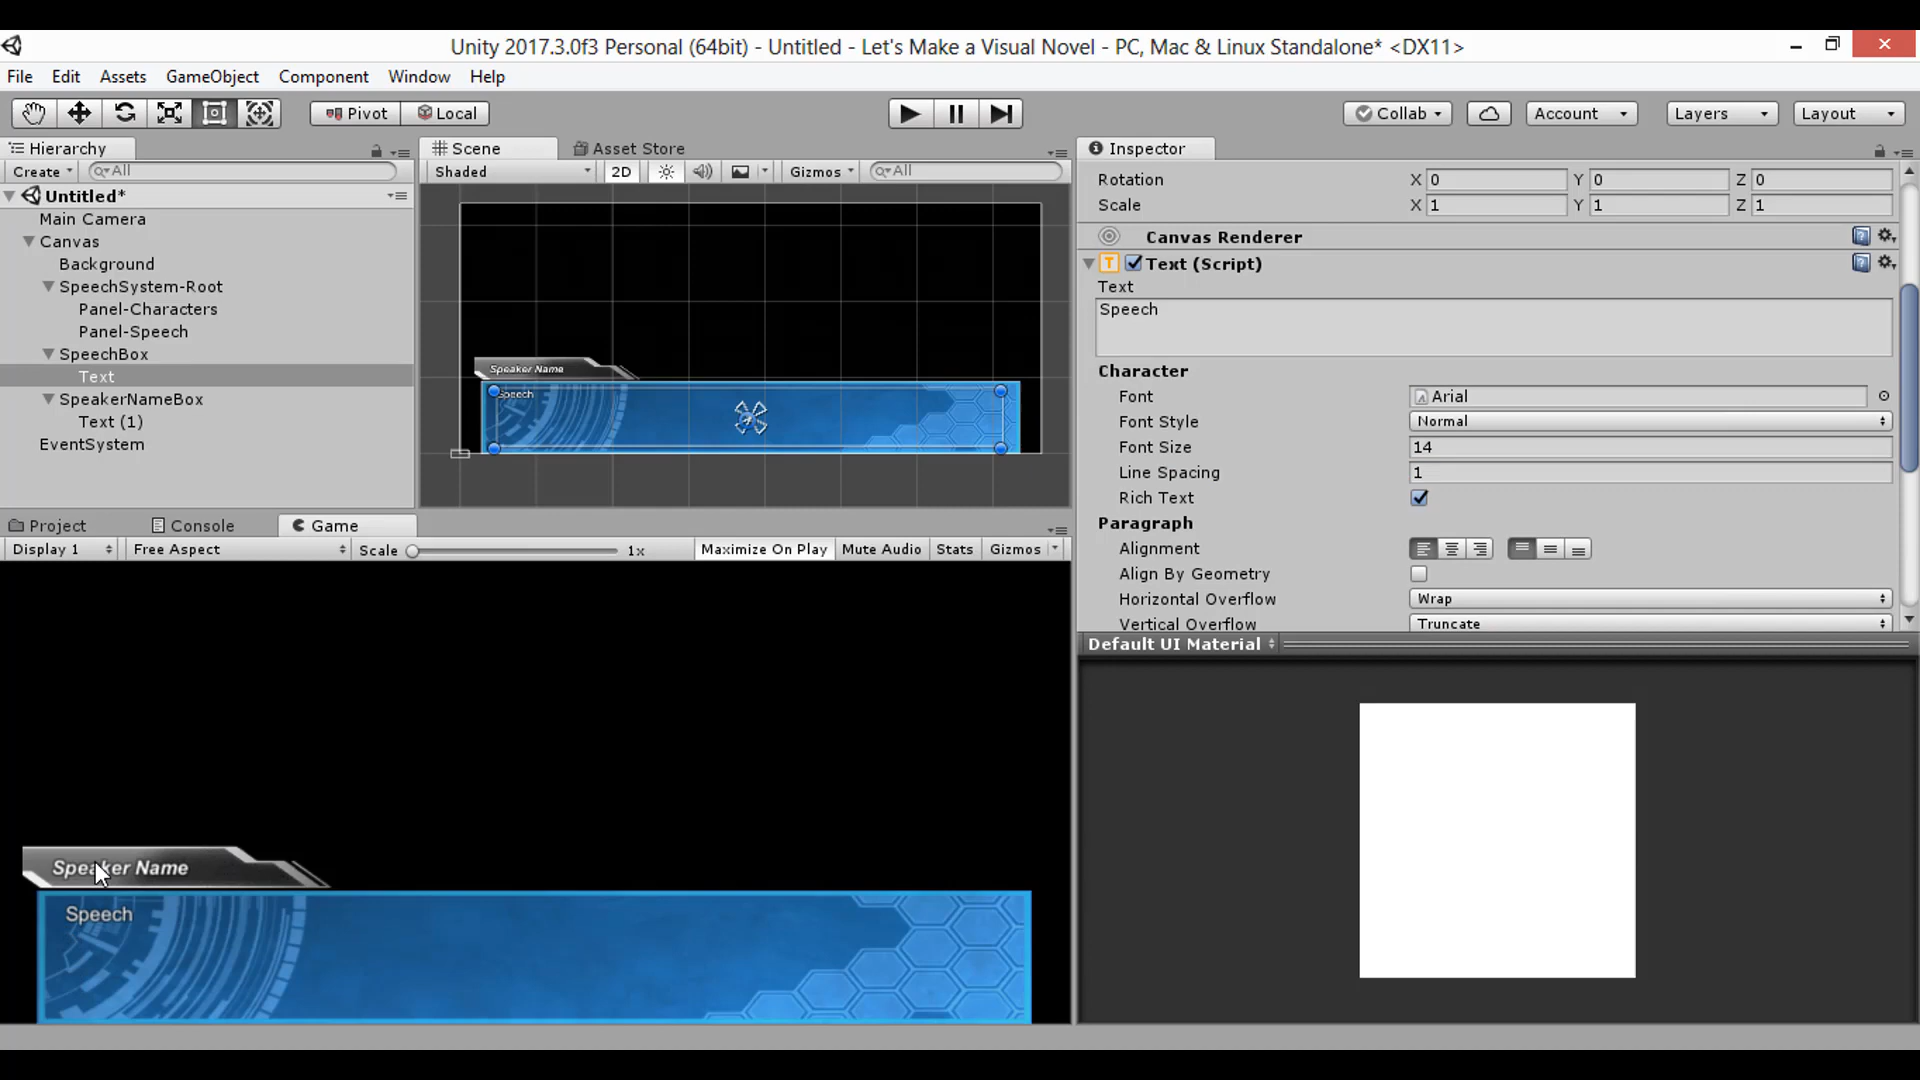 Unity 2017.3.0f3 Personal (64bit) - Untitled - Let's Make a Visual Novel - PC, Mac & Linux Standalone* <DX11>
File Edit Assets GameObject Component Window Help
Pivot Local Collab Account Layers Layout
Hierarchy
Create All
Untitled*
Main Camera
Canvas
Background
SpeechSystem-Root
Panel-Characters
Panel-Speech
SpeechBox
Text
SpeakerNameBox
Text (1)
EventSystem
Scene Asset Store
Shaded 2D Gizmos All
Speaker Name
Speech
Inspector
Rotation X 0 Y 0 Z 0
Scale X 1 Y 1 Z 1
Canvas Renderer
Text (Script)
Text
Speech
Character
Font Arial
Font Style Normal
Font Size 14
Line Spacing 1
Rich Text
Paragraph
Alignment
Align By Geometry
Horizontal Overflow Wrap
Vertical Overflow Truncate
Default UI Material
Project Console Game
Display 1 Free Aspect Scale 1x Maximize On Play Mute Audio Stats Gizmos
Speaker Name
Speech